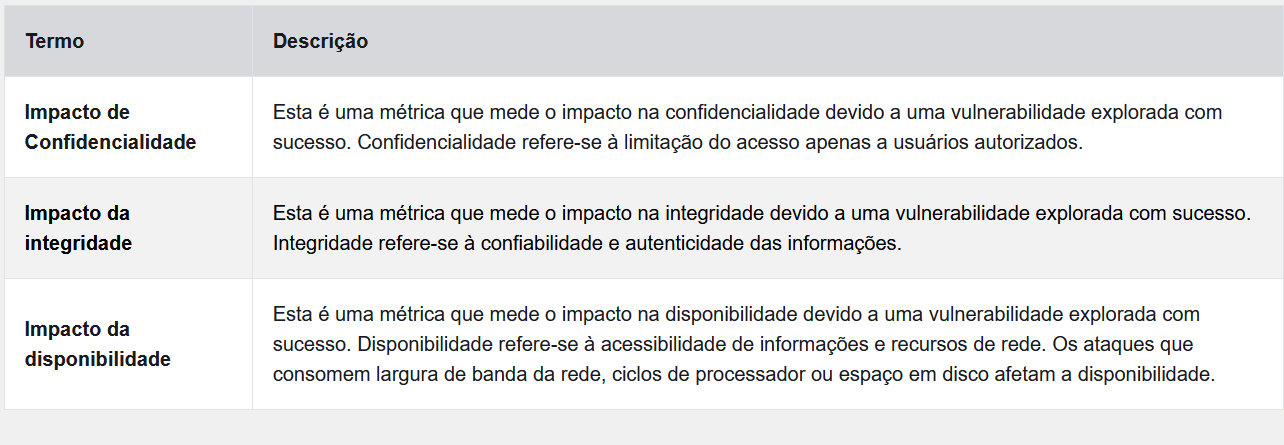 Termo
Descrição
Impacto de
Confidencialidade
Esta é uma métrica que mede o impacto na confidencialidade devido a uma vulnerabilidade explorada com
sucesso. Confidencialidade refere-se à limitação do acesso apenas a usuários autorizados.
Impacto da
integridade
Esta é uma métrica que mede o impacto na integridade devido a uma vulnerabilidade explorada com sucesso.
Integridade refere-se à confiabilidade e autenticidade das informações.
Impacto da
disponibilidade
Esta é uma métrica que mede o impacto na disponibilidade devido a uma vulnerabilidade explorada com
sucesso. Disponibilidade refere-se à acessibilidade de informações e recursos de rede. Os ataques que
consomem largura de banda da rede, ciclos de processador ou espaço em disco afetam a disponibilidade.